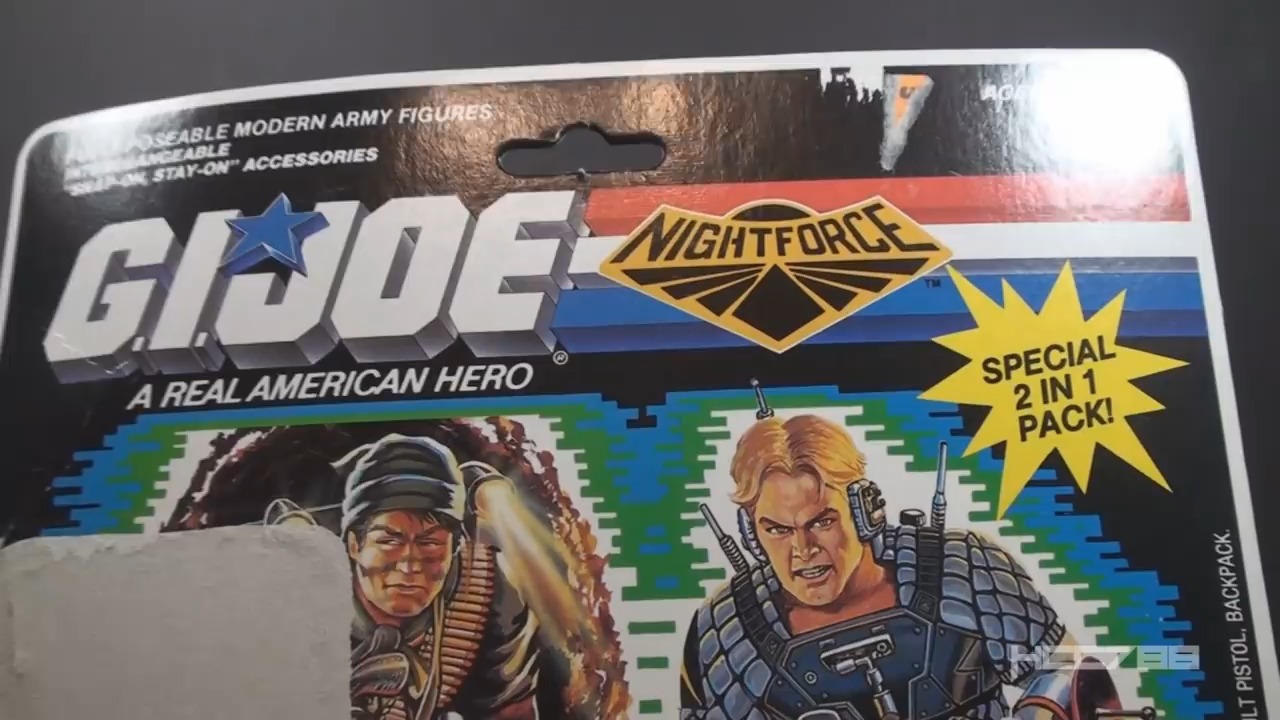 POSEABLE MODERN ARMY FIGURES
INTERCHANGEABLE
"SNAP-ON, STAY-ON" ACCESSORIES
G.I. JOE
®
A REAL AMERICAN HERO
NIGHTFORCE
™
SPECIAL
2 IN 1
PACK!
PISTOL, BACKPACK.